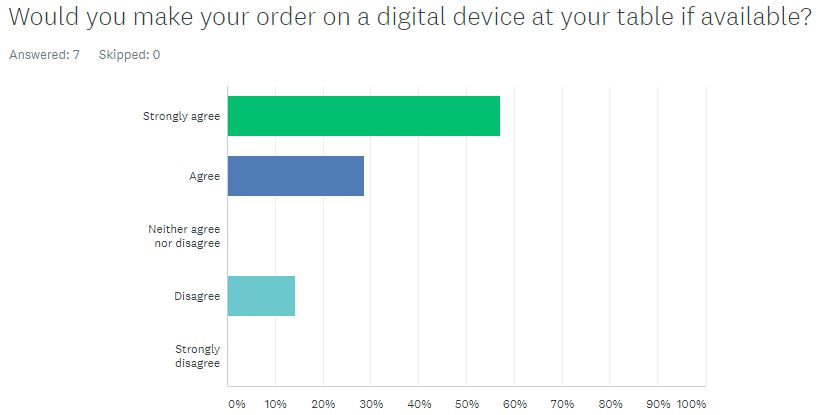 Would you make your order on a digital device at your table if available?
Answered: 7 Skipped: 0
Strongly agree
Agree
Neither agree
nor disagree
Disagree
Strongly
disagree
0% 10% 20% 30% 40% 50% 60% 70% 80% 90% 100%